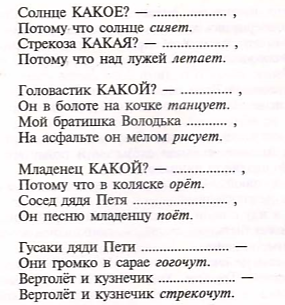 Солнце КАКОЕ? — .................... ,
Потому что солнце сияет.
Стрекоза КАКАЯ? — .................. ,
Потому что над лужей летает.
Головастик КАКОЙ? — ................ ,
Он в болоте на кочке танцует.
Мой братишка Володька ............. ,
На асфальте он мелом рисует.
Младенец КАКОЙ? — ................ ,
Потому что в коляске орёт.
Сосед дядя Петя ........................ ,
Он песню младенцу поёт.
Гусаки дяди Пети ...................... —
Они громко в сарае гогочут.
Вертолёт и кузнечик ................... —
Вертолёт и кузнечик стрекочут.